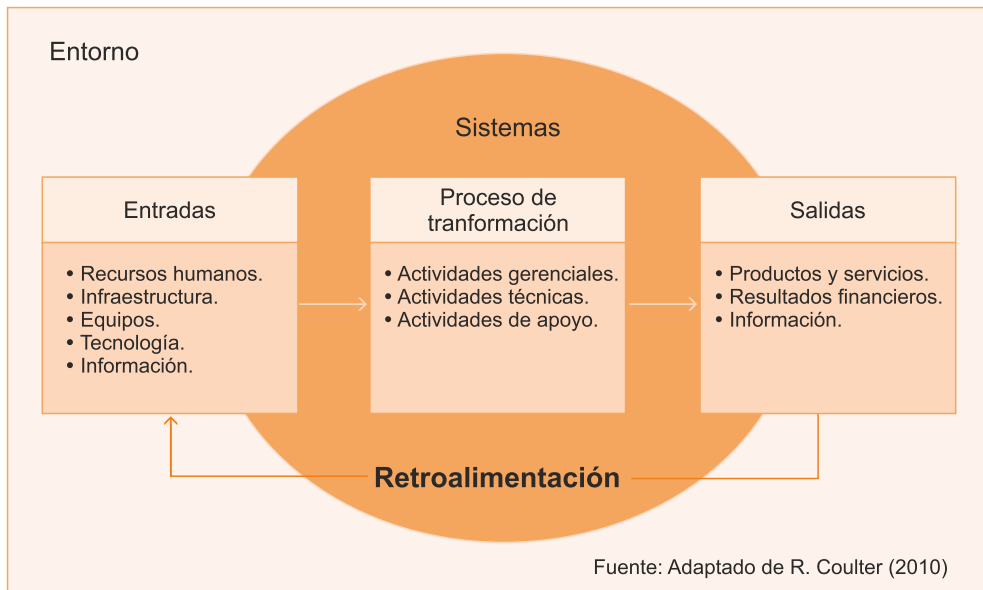 Entorno
Sistemas
Entradas
• Recursos humanos.
• Infraestructura.
• Equipos.
• Tecnología.
• Información.
Proceso de
tranformación
• Actividades gerenciales.
• Actividades técnicas.
• Actividades de apoyo.
Salidas
• Productos y servicios.
• Resultados financieros.
• Información.
Retroalimentación
Fuente: Adaptado de R. Coulter (2010)